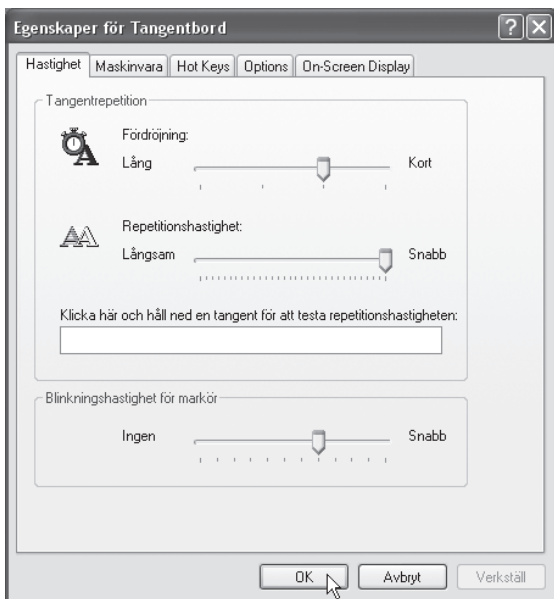 Egenskaper för Tangentbord
Hastighet Maskinvara Hot Keys Options On-Screen Display
Tangentrepetition
Fördröjning:
Lång Kort
Repetitionshastighet:
Långsam Snabb
Klicka här och håll ned en tangent för att testa repetitionshastigheten:
Blinkningshastighet för markör
Ingen Snabb
OK Avbryt Verkställ